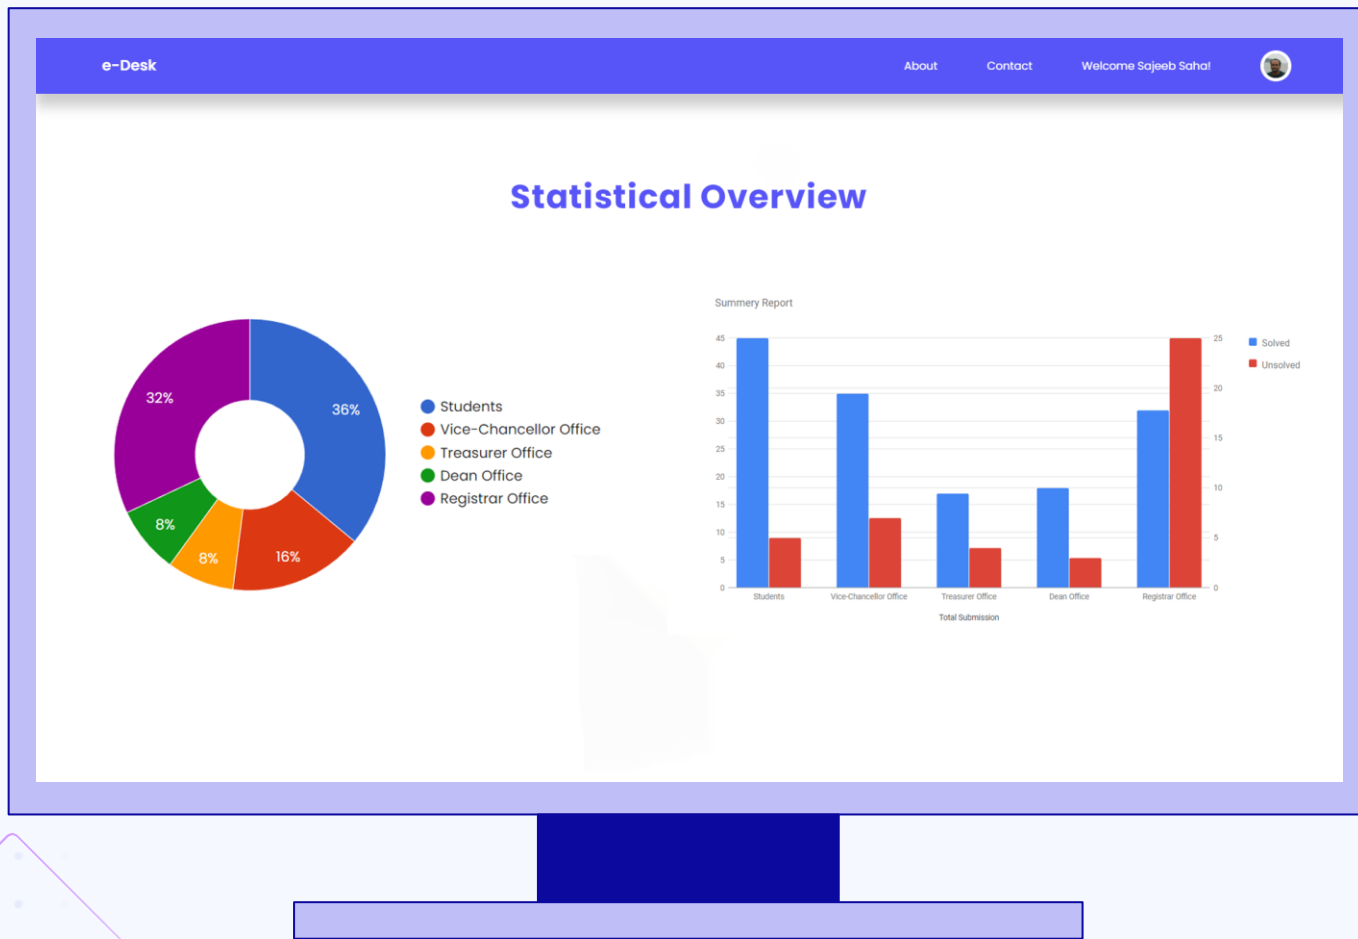 e-Desk About Contact Welcome Sajeeb Saha!
Statistical Overview
32%
36%
8%
8%
16%
Students
Vice-Chancellor Office
Treasurer Office
Dean Office
Registrar Office
Summery Report
45
40
35
30
25
20
15
10
5
0
25
20
15
10
5
0
Solved
Unsolved
Students Vice-Chancellor Office Treasurer Office Dean Office Registrar Office
Total Submission